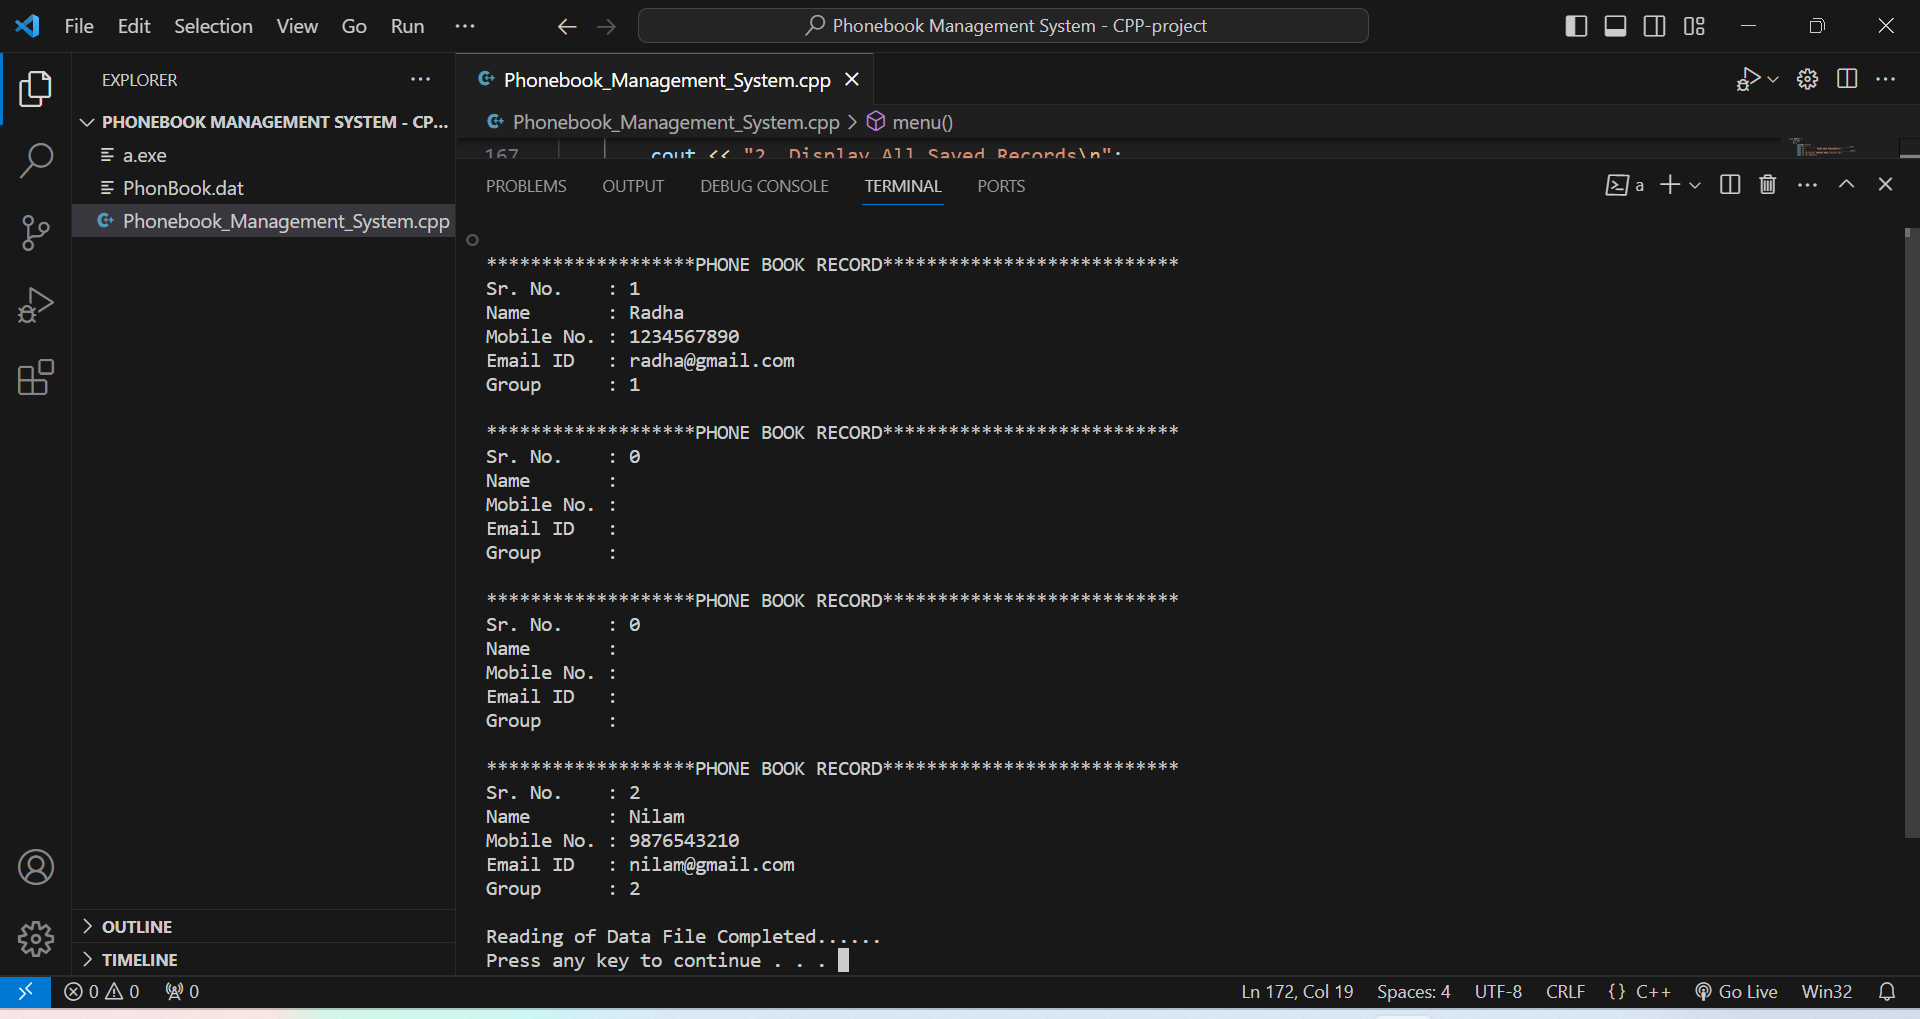 File Edit Selection View Go Run ... Phonebook Management System - CPP-project
EXPLORER ...
PHONEBOOK MANAGEMENT SYSTEM - CP...
a.exe
PhonBook.dat
Phonebook_Management_System.cpp
OUTLINE
TIMELINE
Phonebook_Management_System.cpp
Phonebook_Management_System.cpp > menu()
167 cout << "2. Display All Saved Records\n";
PROBLEMS OUTPUT DEBUG CONSOLE TERMINAL PORTS a
*******************PHONE BOOK RECORD***************************
Sr. No. : 1
Name : Radha
Mobile No. : 1234567890
Email ID : radha@gmail.com
Group : 1
*******************PHONE BOOK RECORD***************************
Sr. No. : 0
Name :
Mobile No. :
Email ID :
Group :
*******************PHONE BOOK RECORD***************************
Sr. No. : 0
Name :
Mobile No. :
Email ID :
Group :
*******************PHONE BOOK RECORD***************************
Sr. No. : 2
Name : Nilam
Mobile No. : 9876543210
Email ID : nilam@gmail.com
Group : 2
Reading of Data File Completed......
Press any key to continue . . .
0 0 0 Ln 172, Col 19 Spaces: 4 UTF-8 CRLF {} C++ Go Live Win32